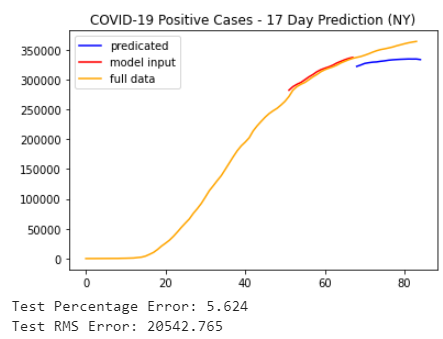 COVID-19 Positive Cases - 17 Day Prediction (NY)
predicated
model input
full data
350000
300000
250000
200000
150000
100000
50000
0
0 20 40 60 80
Test Percentage Error: 5.624
Test RMS Error: 20542.765